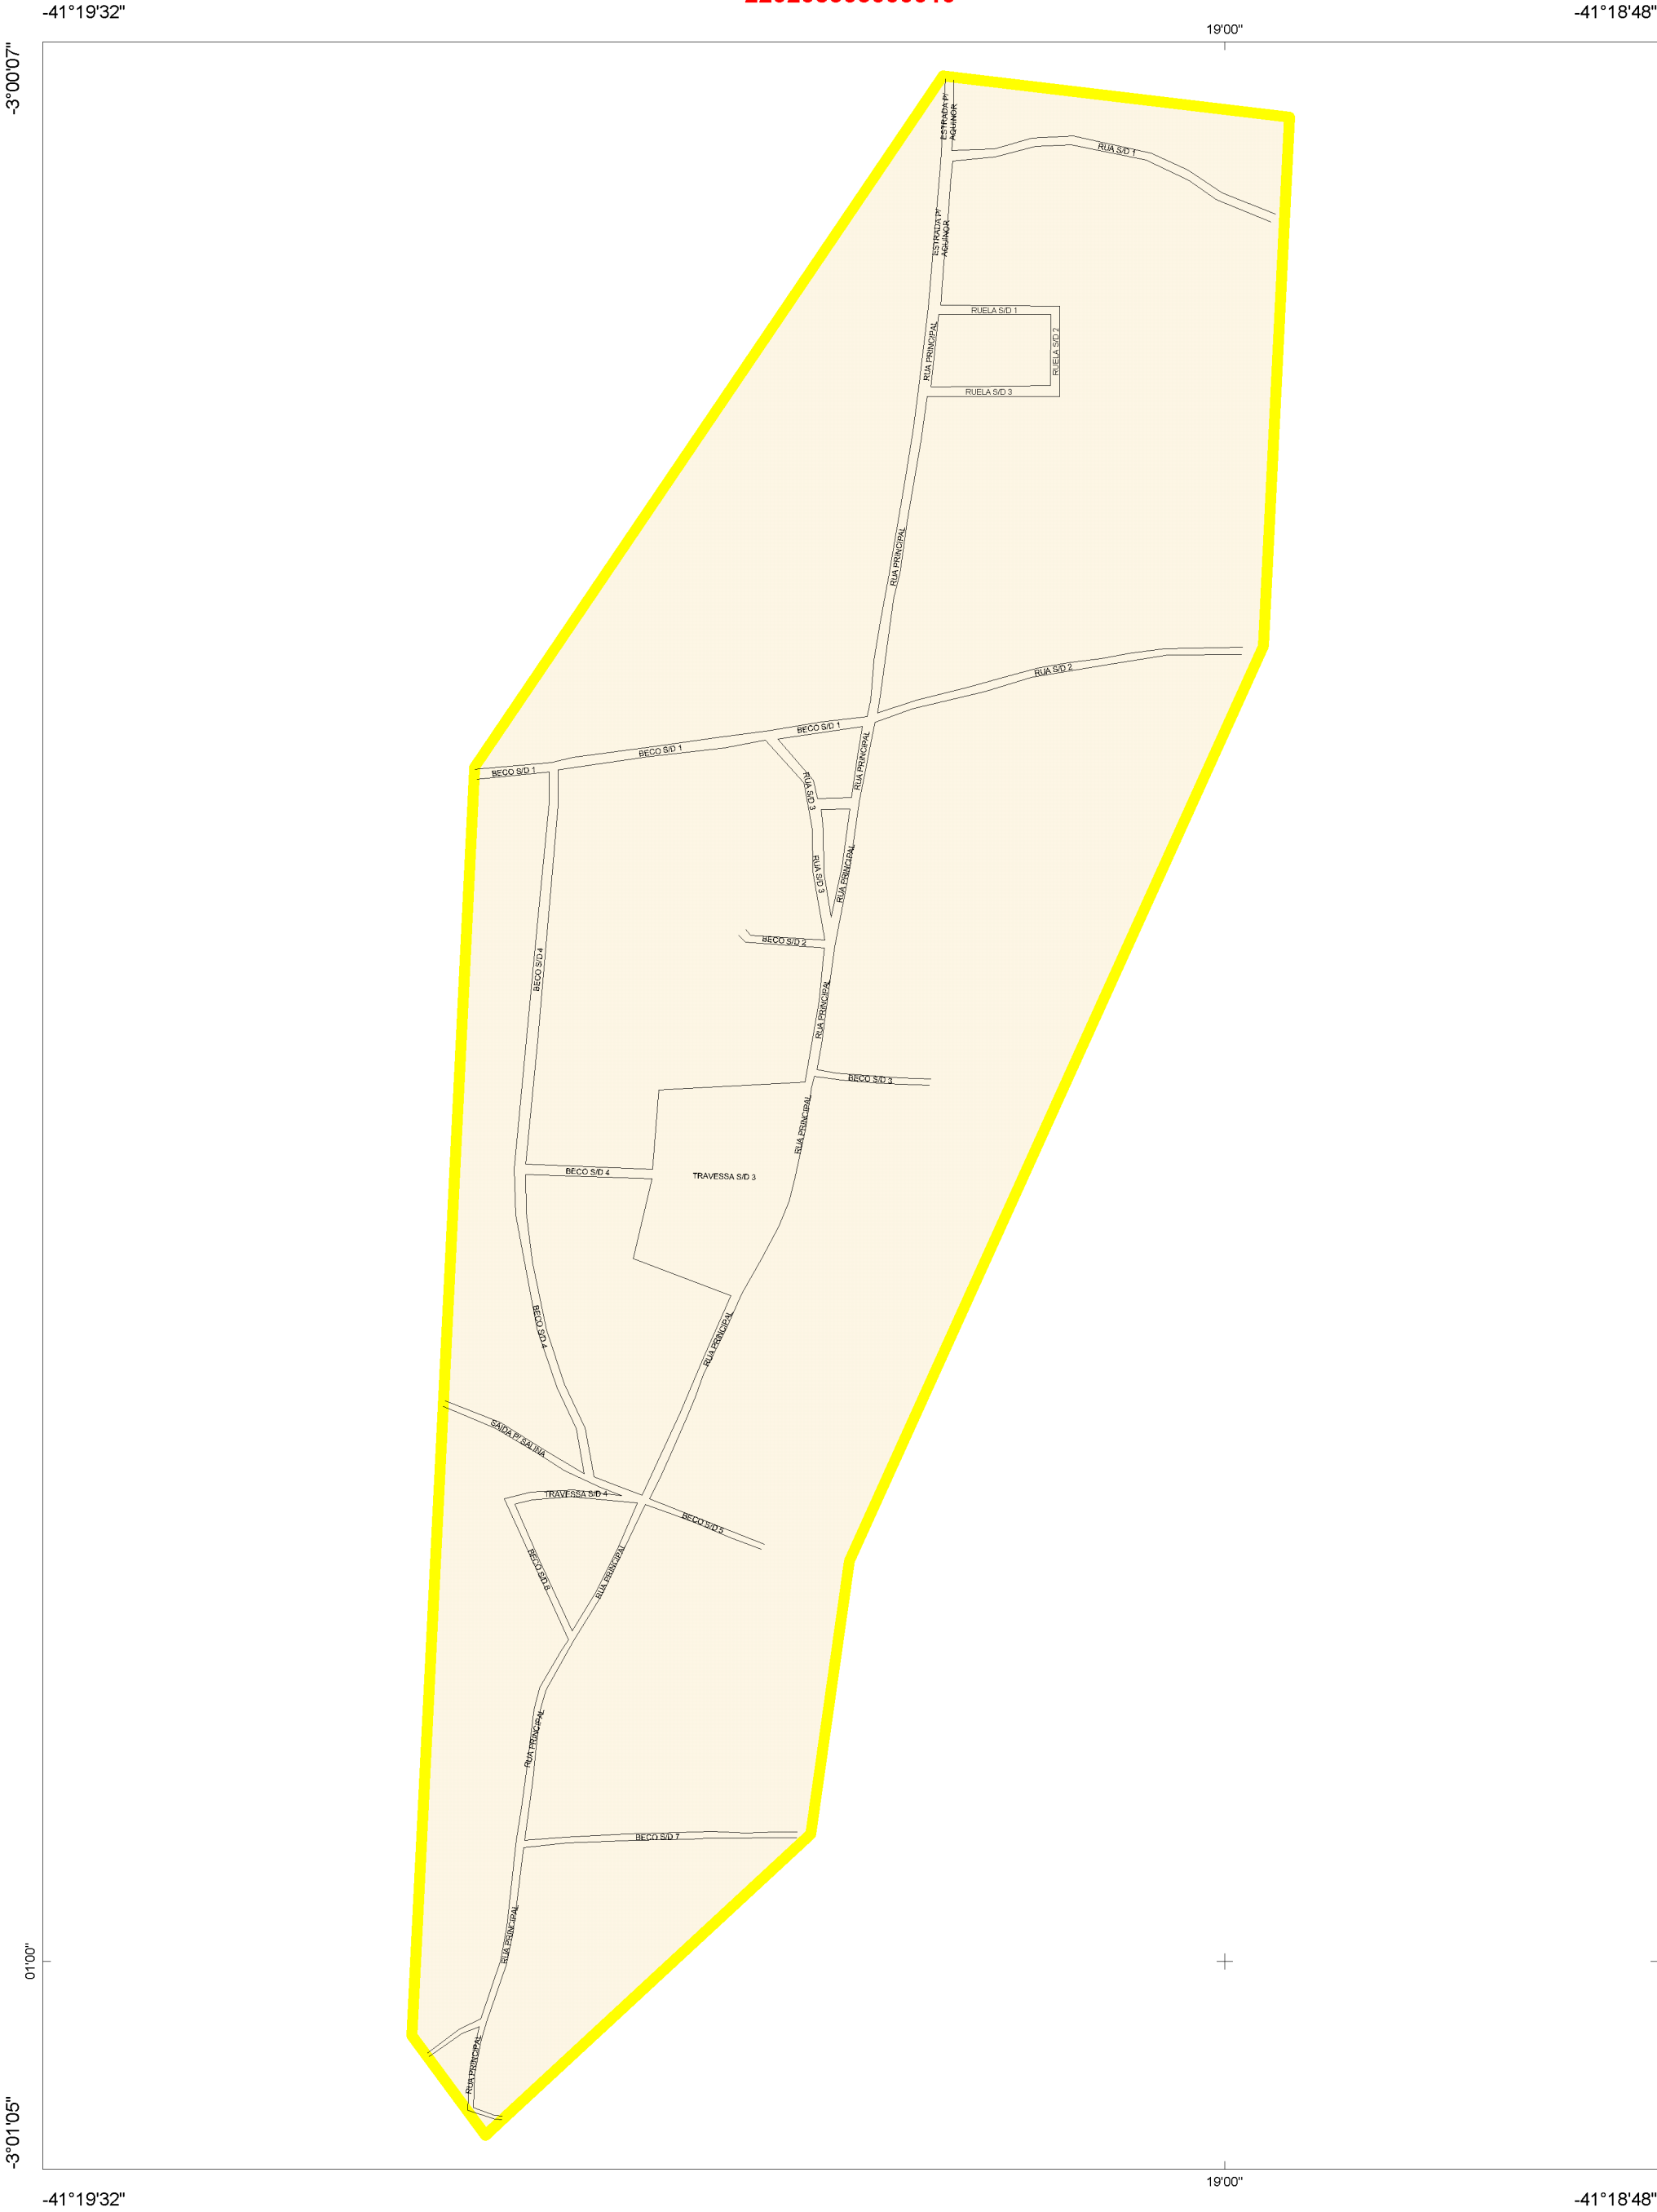 -41°19'32"
-41°18'48"
19'00"
-3°00'07"
ESTRADA P/
AQUINOR
RUA S/D 1
ESTRADA P/
AQUINOR
RUELA S/D 1
RUA PRINCIPAL
RUELA S/D 2
RUELA S/D 3
RUA PRINCIPAL
RUA S/D 2
BECO S/D 1
BECO S/D 1
BECO S/D 1
RUA PRINCIPAL
RUA S/D 3
RUA S/D 3
RUA PRINCIPAL
BECO S/D 2
BECO S/D 4
RUA PRINCIPAL
BECO S/D 3
RUA PRINCIPAL
BECO S/D 4
TRAVESSA S/D 3
BECO S/D 4
RUA PRINCIPAL
SAIDA P/ SALINA
TRAVESSA S/D 4
BECO S/D 5
BECO S/D 6
RUA PRINCIPAL
RUA PRINCIPAL
BECO S/D 7
RUA PRINCIPAL
01'00"
RUA PRINCIPAL
-3°01'05"
19'00"
-41°19'32"
-41°18'48"